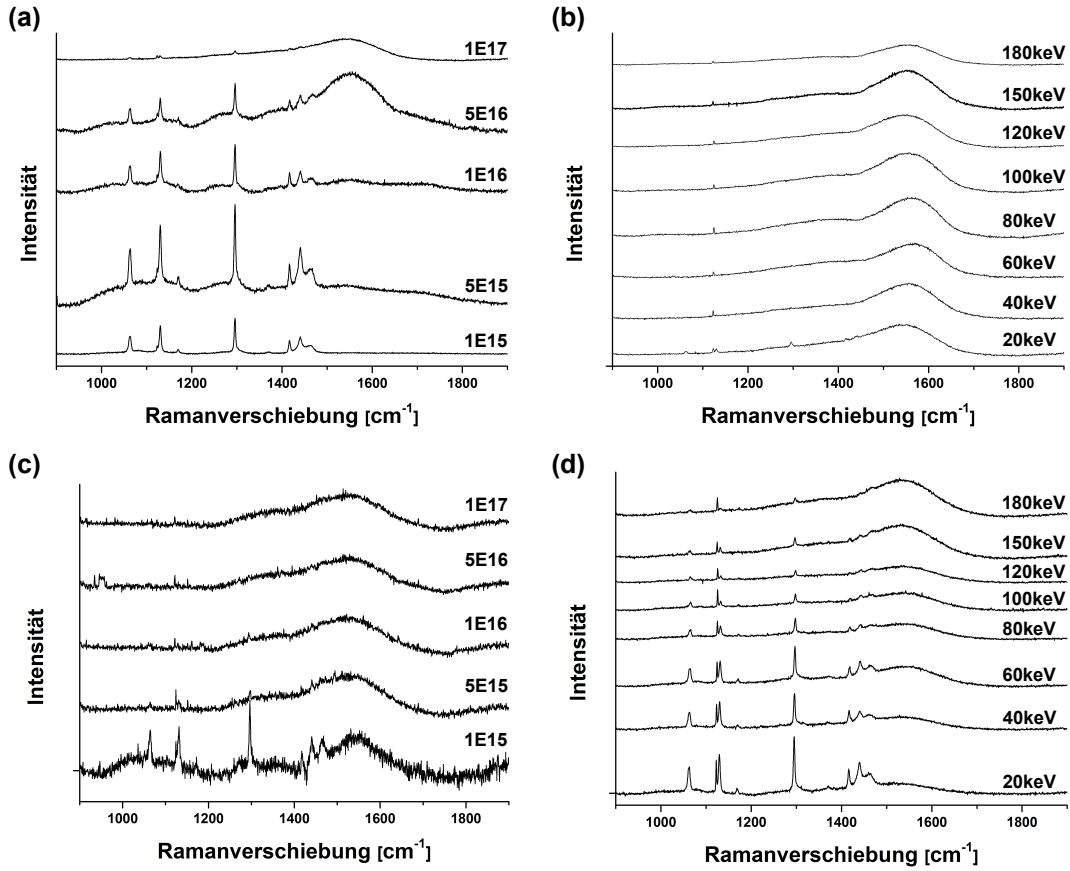 (a)
1E17
5E16
1E16
5E15
1E15
Intensität
1000 1200 1400 1600 1800
Ramanverschiebung [cm⁻¹]
(b)
180keV
150keV
120keV
100keV
80keV
60keV
40keV
20keV
Intensität
1000 1200 1400 1600 1800
Ramanverschiebung [cm⁻¹]
(c)
1E17
5E16
1E16
5E15
1E15
Intensität
1000 1200 1400 1600 1800
Ramanverschiebung [cm⁻¹]
(d)
180keV
150keV
120keV
100keV
80keV
60keV
40keV
20keV
Intensität
1000 1200 1400 1600 1800
Ramanverschiebung [cm⁻¹]